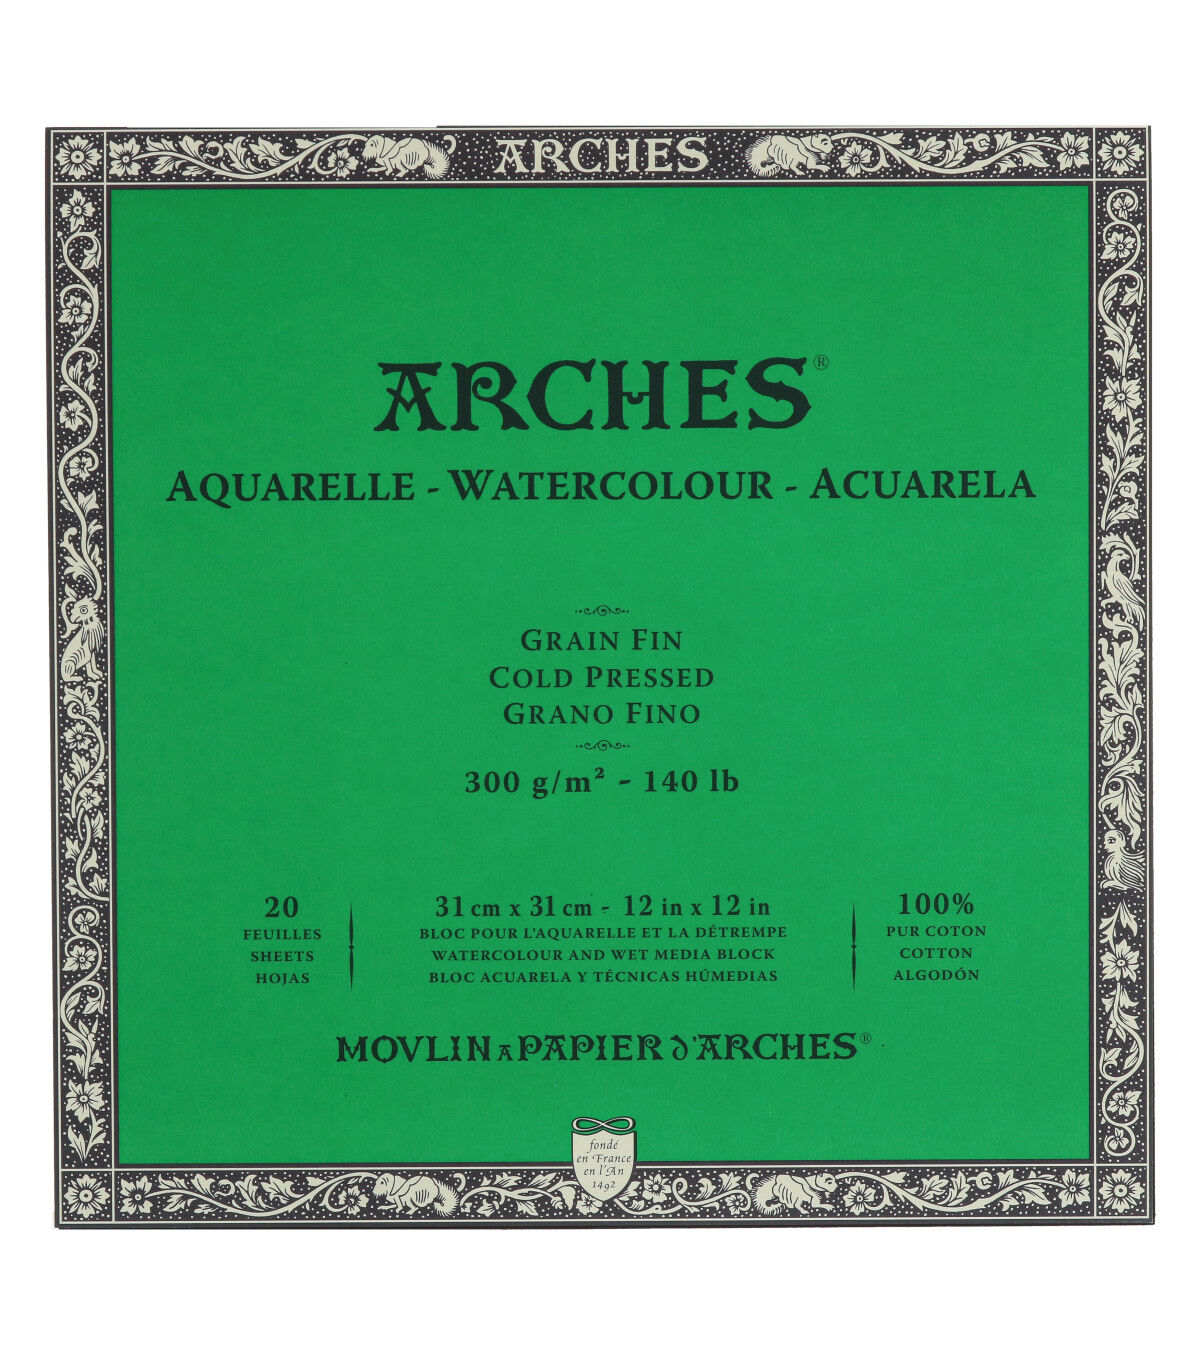 ARCHES
ARCHES®
AQUARELLE - WATERCOLOUR - ACUARELA
GRAIN FIN
COLD PRESSED
GRANO FINO
300 g/m² - 140 lb
20
FEUILLES
SHEETS
HOJAS
31 cm x 31 cm - 12 in x 12 in
BLOC POUR L'AQUARELLE ET LA DÉTREMPE
WATERCOLOUR AND WET MEDIA BLOCK
BLOC ACUARELA Y TÉCNICAS HÚMEDIAS
100%
PUR COTON
COTTON
ALGODÓN
MOVLIN A PAPIER d'ARCHES®
fondé
en France
en l'An
1492